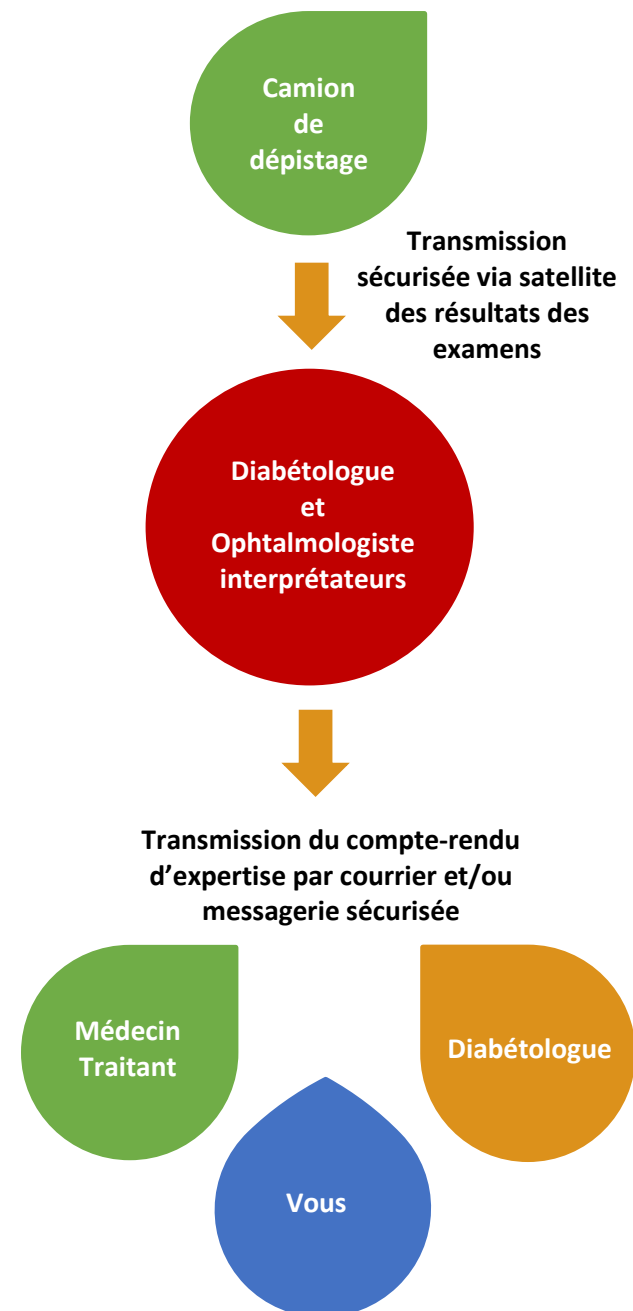 Camion
de
dépistage
Transmission
sécurisée via satellite
des résultats des
examens
Diabétologue
et
Ophtalmologiste
interprétateurs
Transmission du compte-rendu
d’expertise par courrier et/ou
messagerie sécurisée
Médecin
Traitant
Diabétologue
Vous